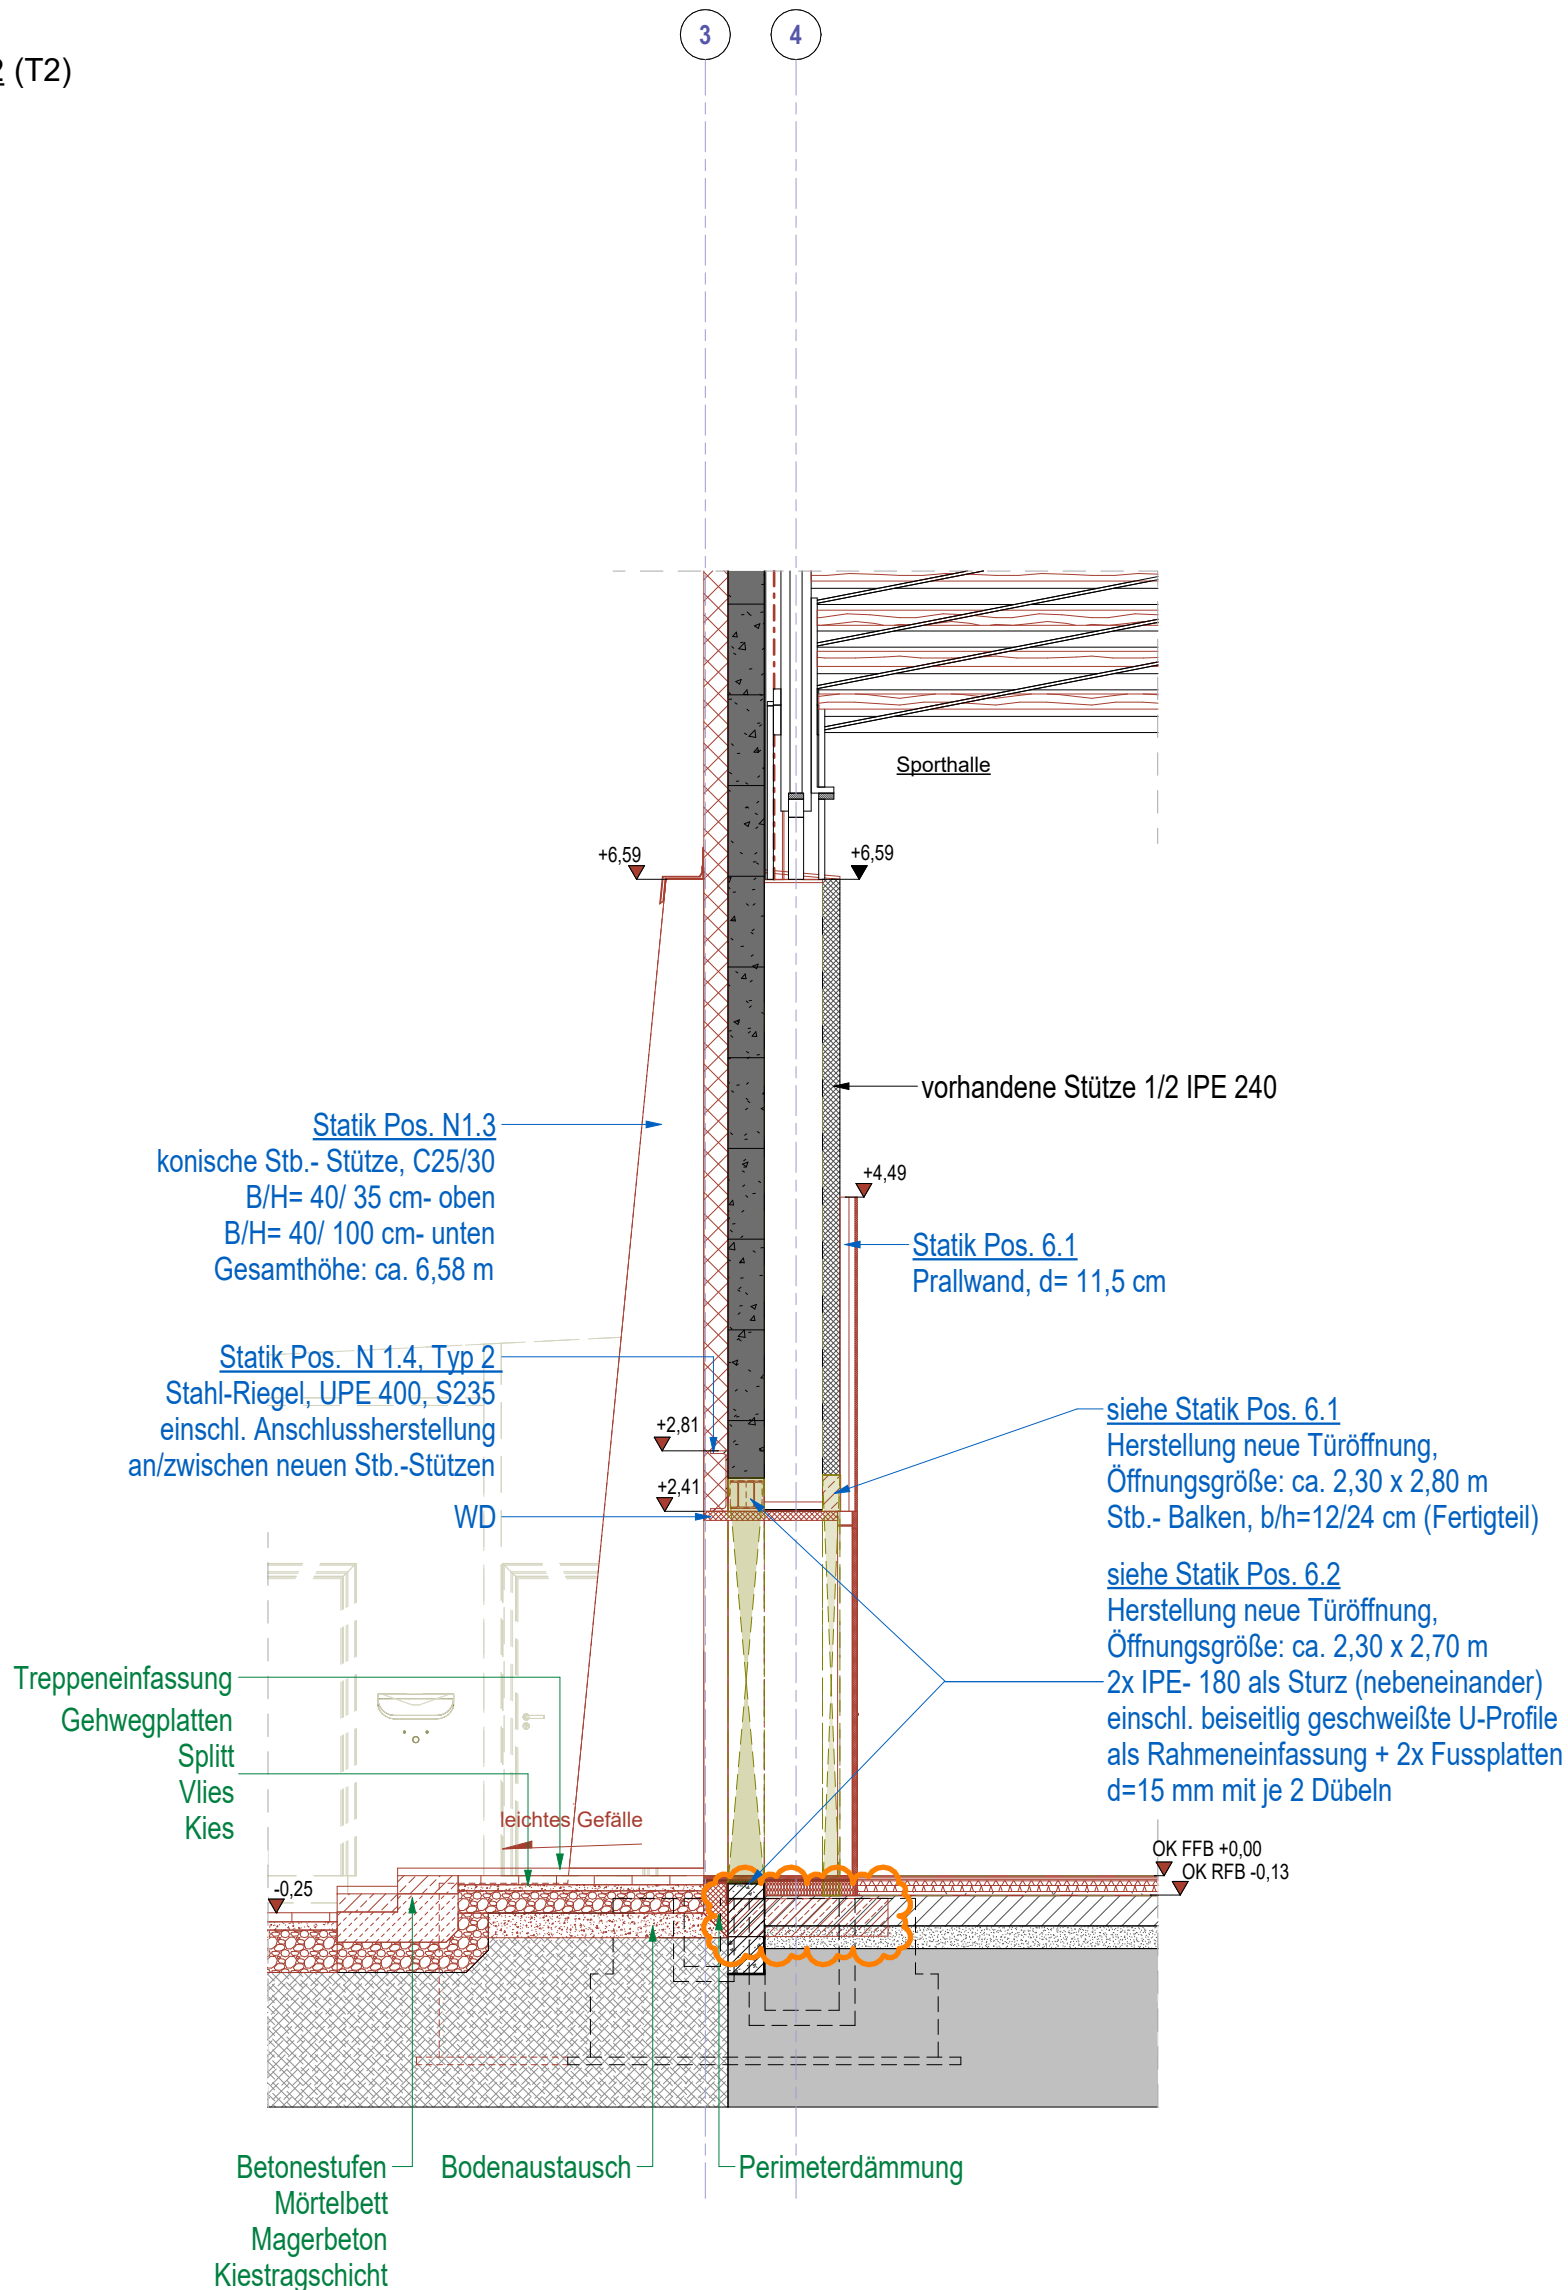 3
4
2 (T2)
Sporthalle
+6,59
+6,59
vorhandene Stütze 1/2 IPE 240
Statik Pos. N1.3
konische Stb.- Stütze, C25/30
B/H= 40/ 35 cm- oben
B/H= 40/ 100 cm- unten
Gesamthöhe: ca. 6,58 m
+4,49
Statik Pos. 6.1
Prallwand, d= 11,5 cm
Statik Pos.  N 1.4, Typ 2
Stahl-Riegel, UPE 400, S235
einschl. Anschlussherstellung
an/zwischen neuen Stb.-Stützen
+2,81
+2,41
WD
siehe Statik Pos. 6.1
Herstellung neue Türöffnung,
Öffnungsgröße: ca. 2,30 x 2,80 m
Stb.- Balken, b/h=12/24 cm (Fertigteil)
siehe Statik Pos. 6.2
Herstellung neue Türöffnung,
Öffnungsgröße: ca. 2,30 x 2,70 m
2x IPE- 180 als Sturz (nebeneinander)
einschl. beiseitlig geschweißte U-Profile
als Rahmeneinfassung + 2x Fussplatten
d=15 mm mit je 2 Dübeln
Treppeneinfassung
Gehwegplatten
Splitt
Vlies
Kies
leichtes Gefälle
OK FFB +0,00
OK RFB -0,13
-0,25
Betonestufen
Mörtelbett
Magerbeton
Kiestragschicht
Bodenaustausch
Perimeterdämmung